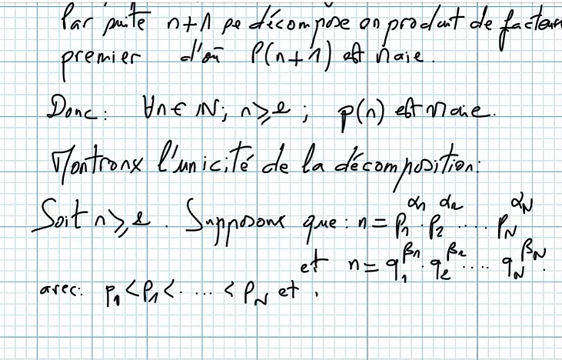 Par suite n+1 se décompose en produit de facteurs
premier d'où P(n+1) est vraie.
Donc: ∀n∈ℕ; n≥2; p(n) est vraie.
Montrons l'unicité de la décomposition:
Soit n≥2. Supposons que: n = p₁^α₁ · p₂^α₂ .... p_N^α_N
et n = q₁^β₁ · q₂^β₂ .... q_N^β_N.
avec: p₁<p₁<.....<p_N et